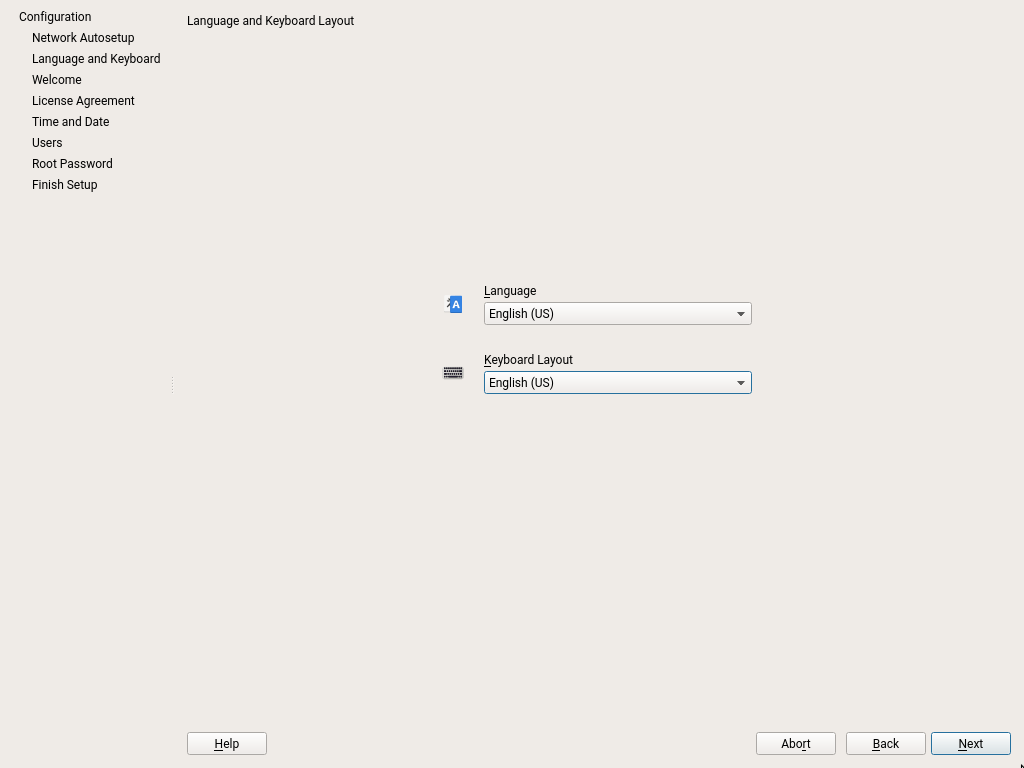 Configuration
Network Autosetup
Language and Keyboard
Welcome
License Agreement
Time and Date
Users
Root Password
Finish Setup
Language and Keyboard Layout
Language
A
English (US)
Keyboard Layout
English (US)
Help
Abort
Back
Next